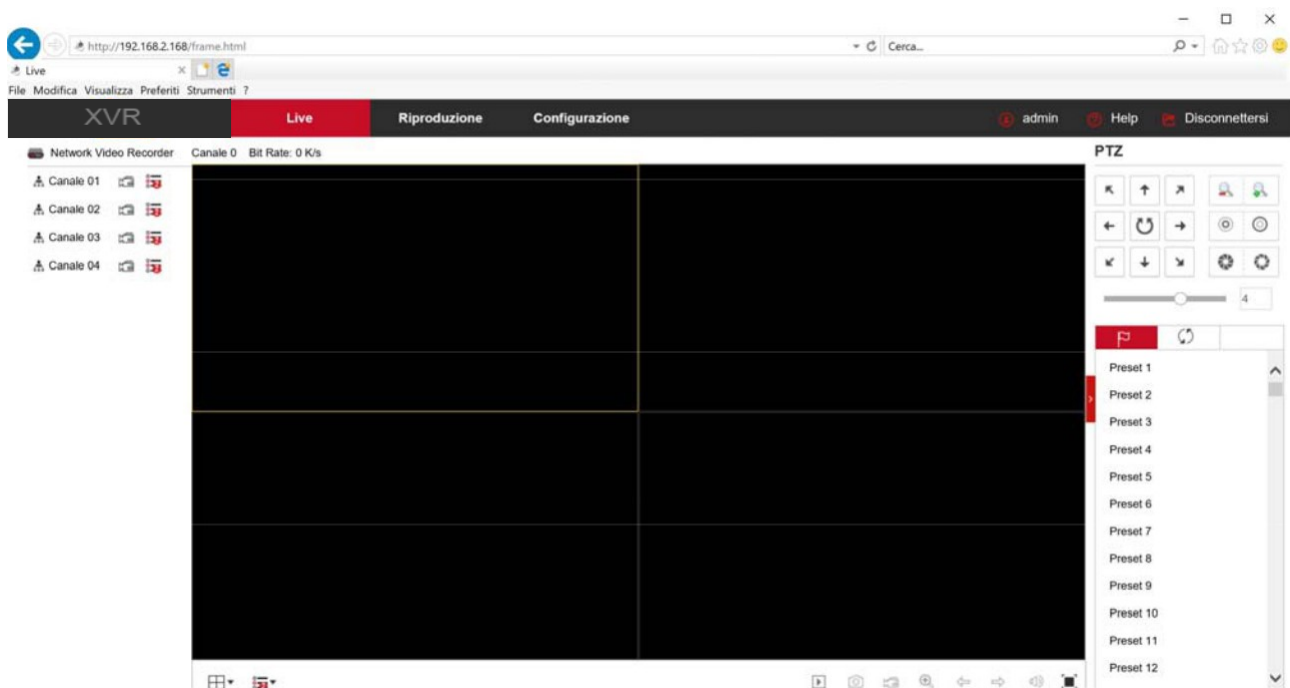 http://192.168.2.168/frame.html
Cerca...
Live
File Modifica Visualizza Preferiti Strumenti ?
XVR Live Riproduzione Configurazione admin Help Disconnettersi
Network Video Recorder Canale 0 Bit Rate: 0 K/s
PTZ
Canale 01
Canale 02
Canale 03
Canale 04
4
Preset 1
Preset 2
Preset 3
Preset 4
Preset 5
Preset 6
Preset 7
Preset 8
Preset 9
Preset 10
Preset 11
Preset 12